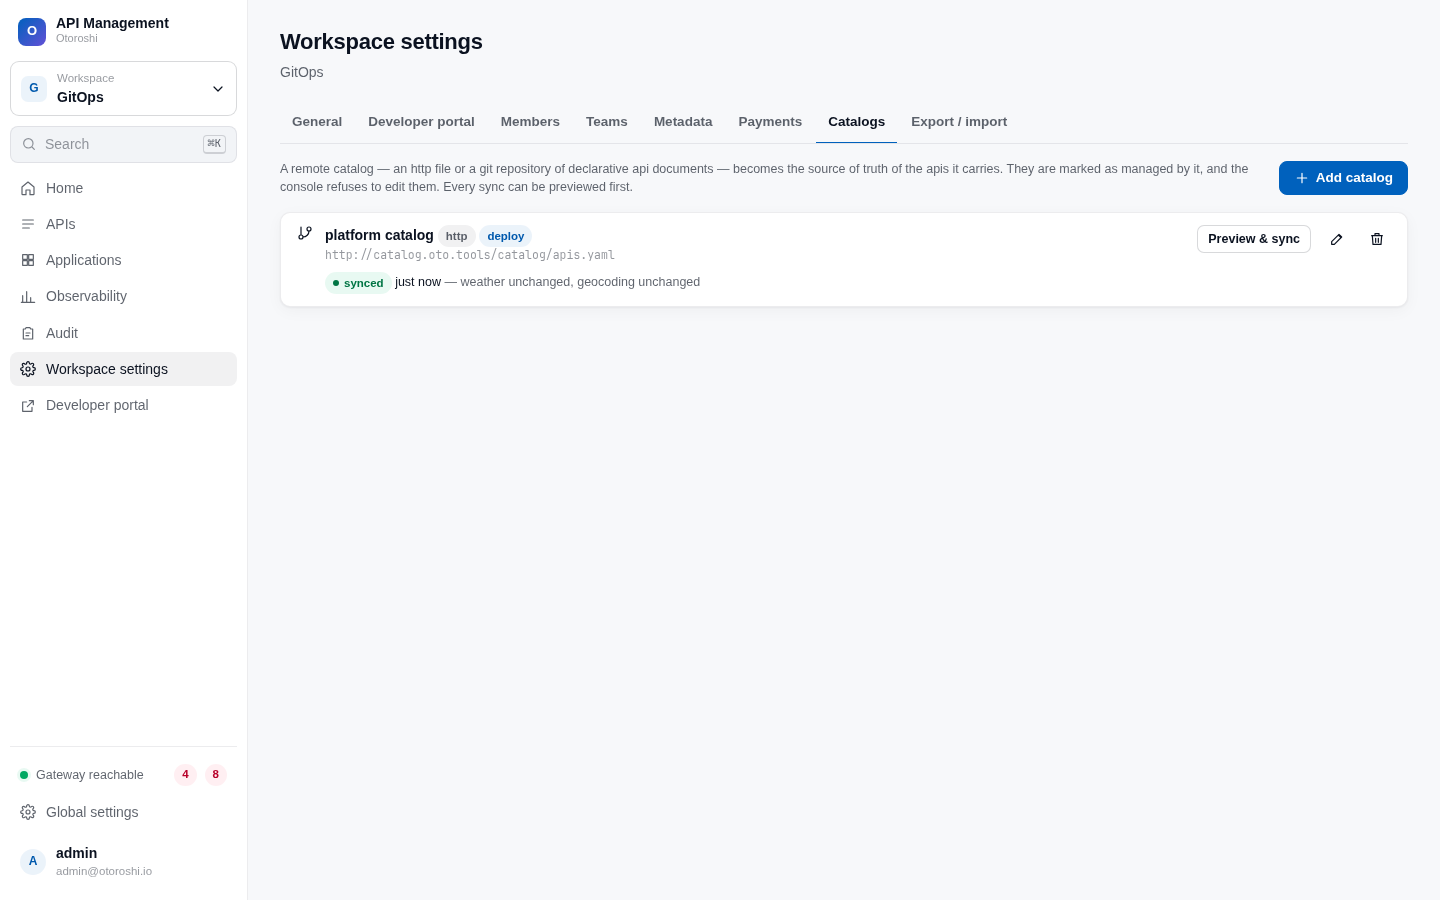 O
API Management
Otoroshi
G
Workspace
GitOps
Search
⌘K
Home
APIs
Applications
Observability
Audit
Workspace settings
Developer portal
Gateway reachable
4
8
Global settings
A
admin
admin@otoroshi.io
Workspace settings
GitOps
General
Developer portal
Members
Teams
Metadata
Payments
Catalogs
Export / import
A remote catalog — an http file or a git repository of declarative api documents — becomes the source of truth of the apis it carries. They are marked as managed by it, and the
console refuses to edit them. Every sync can be previewed first.
Add catalog
platform catalog http deploy
http://catalog.oto.tools/catalog/apis.yaml
synced just now — weather unchanged, geocoding unchanged
Preview & sync